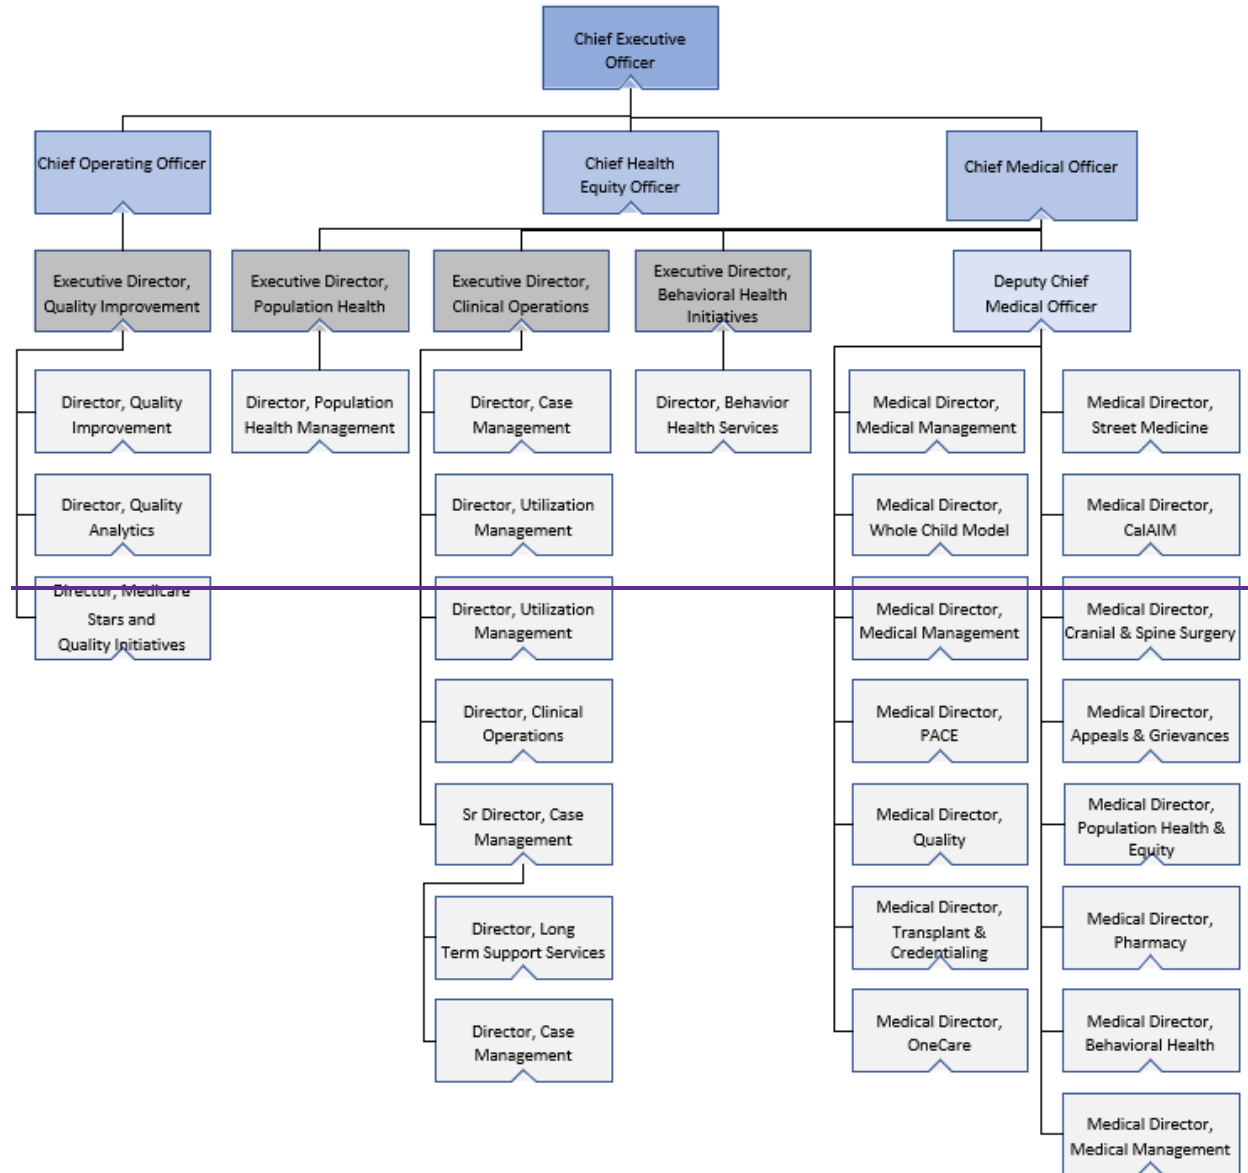 Chief Executive
Officer
Chief Operating Officer
Chief Health
Equity Officer
Chief Medical Officer
Executive Director,
Quality Improvement
Executive Director,
Population Health
Executive Director,
Clinical Operations
Executive Director,
Behavioral Health
Initiatives
Deputy Chief
Medical Officer
Director, Quality
Improvement
Director, Population
Health Management
Director, Case
Management
Director, Behavior
Health Services
Medical Director,
Medical Management
Medical Director,
Street Medicine
Director, Quality
Analytics
Director, Utilization
Management
Medical Director,
Whole Child Model
Medical Director,
CalAIM
Director, Medicare
Stars and
Quality Initiatives
Director, Utilization
Management
Medical Director,
Medical Management
Medical Director,
Cranial & Spine Surgery
Director, Clinical
Operations
Medical Director,
PACE
Medical Director,
Appeals & Grievances
Sr Director, Case
Management
Medical Director,
Quality
Medical Director,
Population Health &
Equity
Director, Long
Term Support Services
Medical Director,
Transplant &
Credentialing
Medical Director,
Pharmacy
Director, Case
Management
Medical Director,
OneCare
Medical Director,
Behavioral Health
Medical Director,
Medical Management